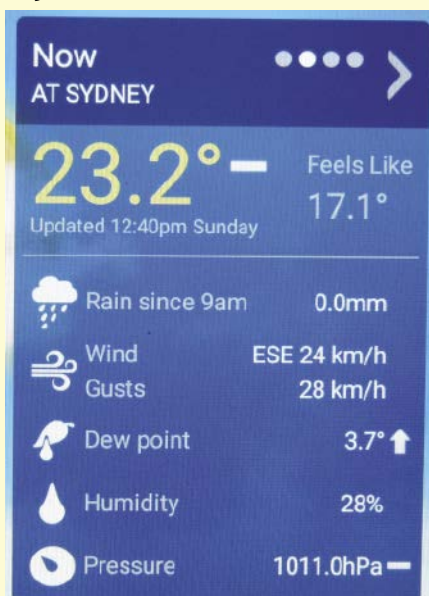 Now
AT SYDNEY
23.2°
Feels Like
17.1°
Updated 12:40pm Sunday
Rain since 9am 0.0mm
Wind ESE 24 km/h
Gusts 28 km/h
Dew point 3.7°
Humidity 28%
Pressure 1011.0hPa